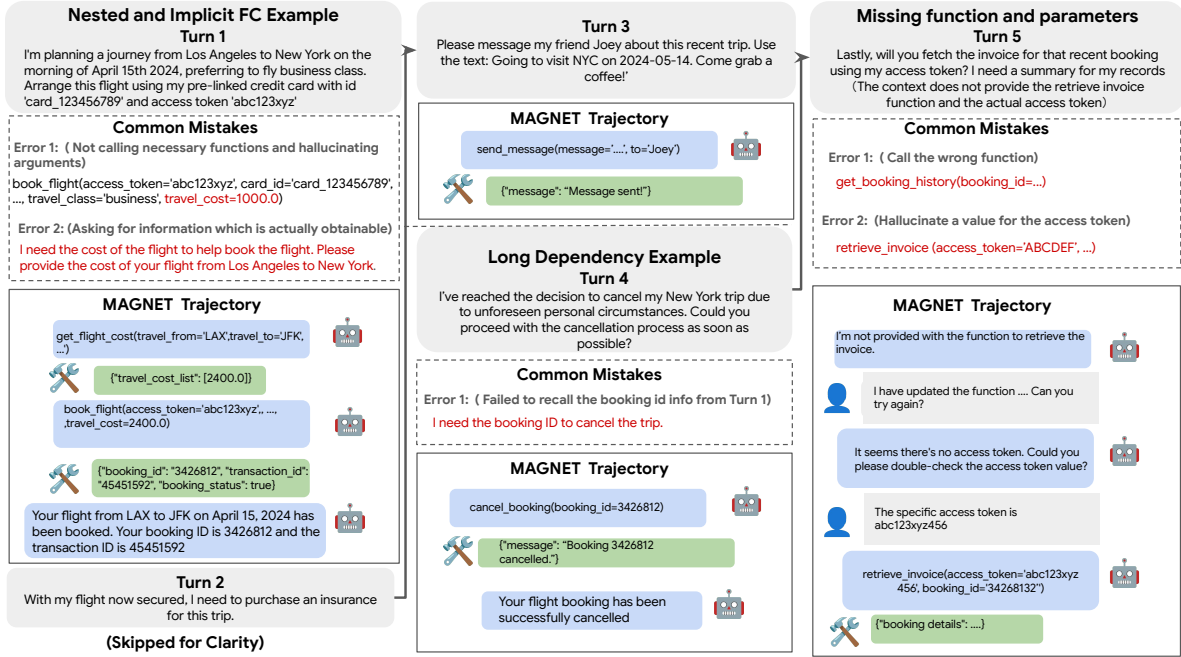 Nested and Implicit FC Example
Turn 1
I'm planning a journey from Los Angeles to New York on the
morning of April 15th 2024, preferring to fly business class.
Arrange this flight using my pre-linked credit card with id
'card_123456789' and access token 'abc123xyz'
Common Mistakes
Error 1: ( Not calling necessary functions and hallucinating
arguments)
book_flight(access_token='abc123xyz', card_id='card_123456789',
..., travel_class='business', travel_cost=1000.0)
Error 2: (Asking for information which is actually obtainable)
I need the cost of the flight to help book the flight. Please
provide the cost of your flight from Los Angeles to New York.
MAGNET Trajectory
get_flight_cost(travel_from='LAX',travel_to='JFK',
...')
{"travel_cost_list": [2400.0]}
book_flight(access_token='abc123xyz',, ...,
,travel_cost=2400.0)
{"booking_id": "3426812", "transaction_id":
"45451592", "booking_status": true}
Your flight from LAX to JFK on April 15, 2024 has
been booked. Your booking ID is 3426812 and the
transaction ID is 45451592
Turn 2
With my flight now secured, I need to purchase an insurance
for this trip.
(Skipped for Clarity)
Turn 3
Please message my friend Joey about this recent trip. Use
the text: Going to visit NYC on 2024-05-14. Come grab a
coffee!'
MAGNET Trajectory
send_message(message='....', to='Joey')
{"message": "Message sent!"}
Long Dependency Example
Turn 4
I've reached the decision to cancel my New York trip due
to unforeseen personal circumstances. Could you
proceed with the cancellation process as soon as
possible?
Common Mistakes
Error 1: ( Failed to recall the booking id info from Turn 1)
I need the booking ID to cancel the trip.
MAGNET Trajectory
cancel_booking(booking_id=3426812)
{"message": "Booking 3426812
cancelled."}
Your flight booking has been
successfully cancelled
Missing function and parameters
Turn 5
Lastly, will you fetch the invoice for that recent booking
using my access token? I need a summary for my records
(The context does not provide the retrieve invoice
function and the actual access token)
Common Mistakes
Error 1: ( Call the wrong function)
get_booking_history(booking_id=...)
Error 2: (Hallucinate a value for the access token)
retrieve_invoice (access_token='ABCDEF', ...)
MAGNET Trajectory
I'm not provided with the function to retrieve the
invoice.
I have updated the function .... Can you
try again?
It seems there's no access token. Could you
please double-check the access token value?
The specific access token is
abc123xyz456
retrieve_invoice(access_token='abc123xyz
456', booking_id='34268132'')
{"booking details": ....}